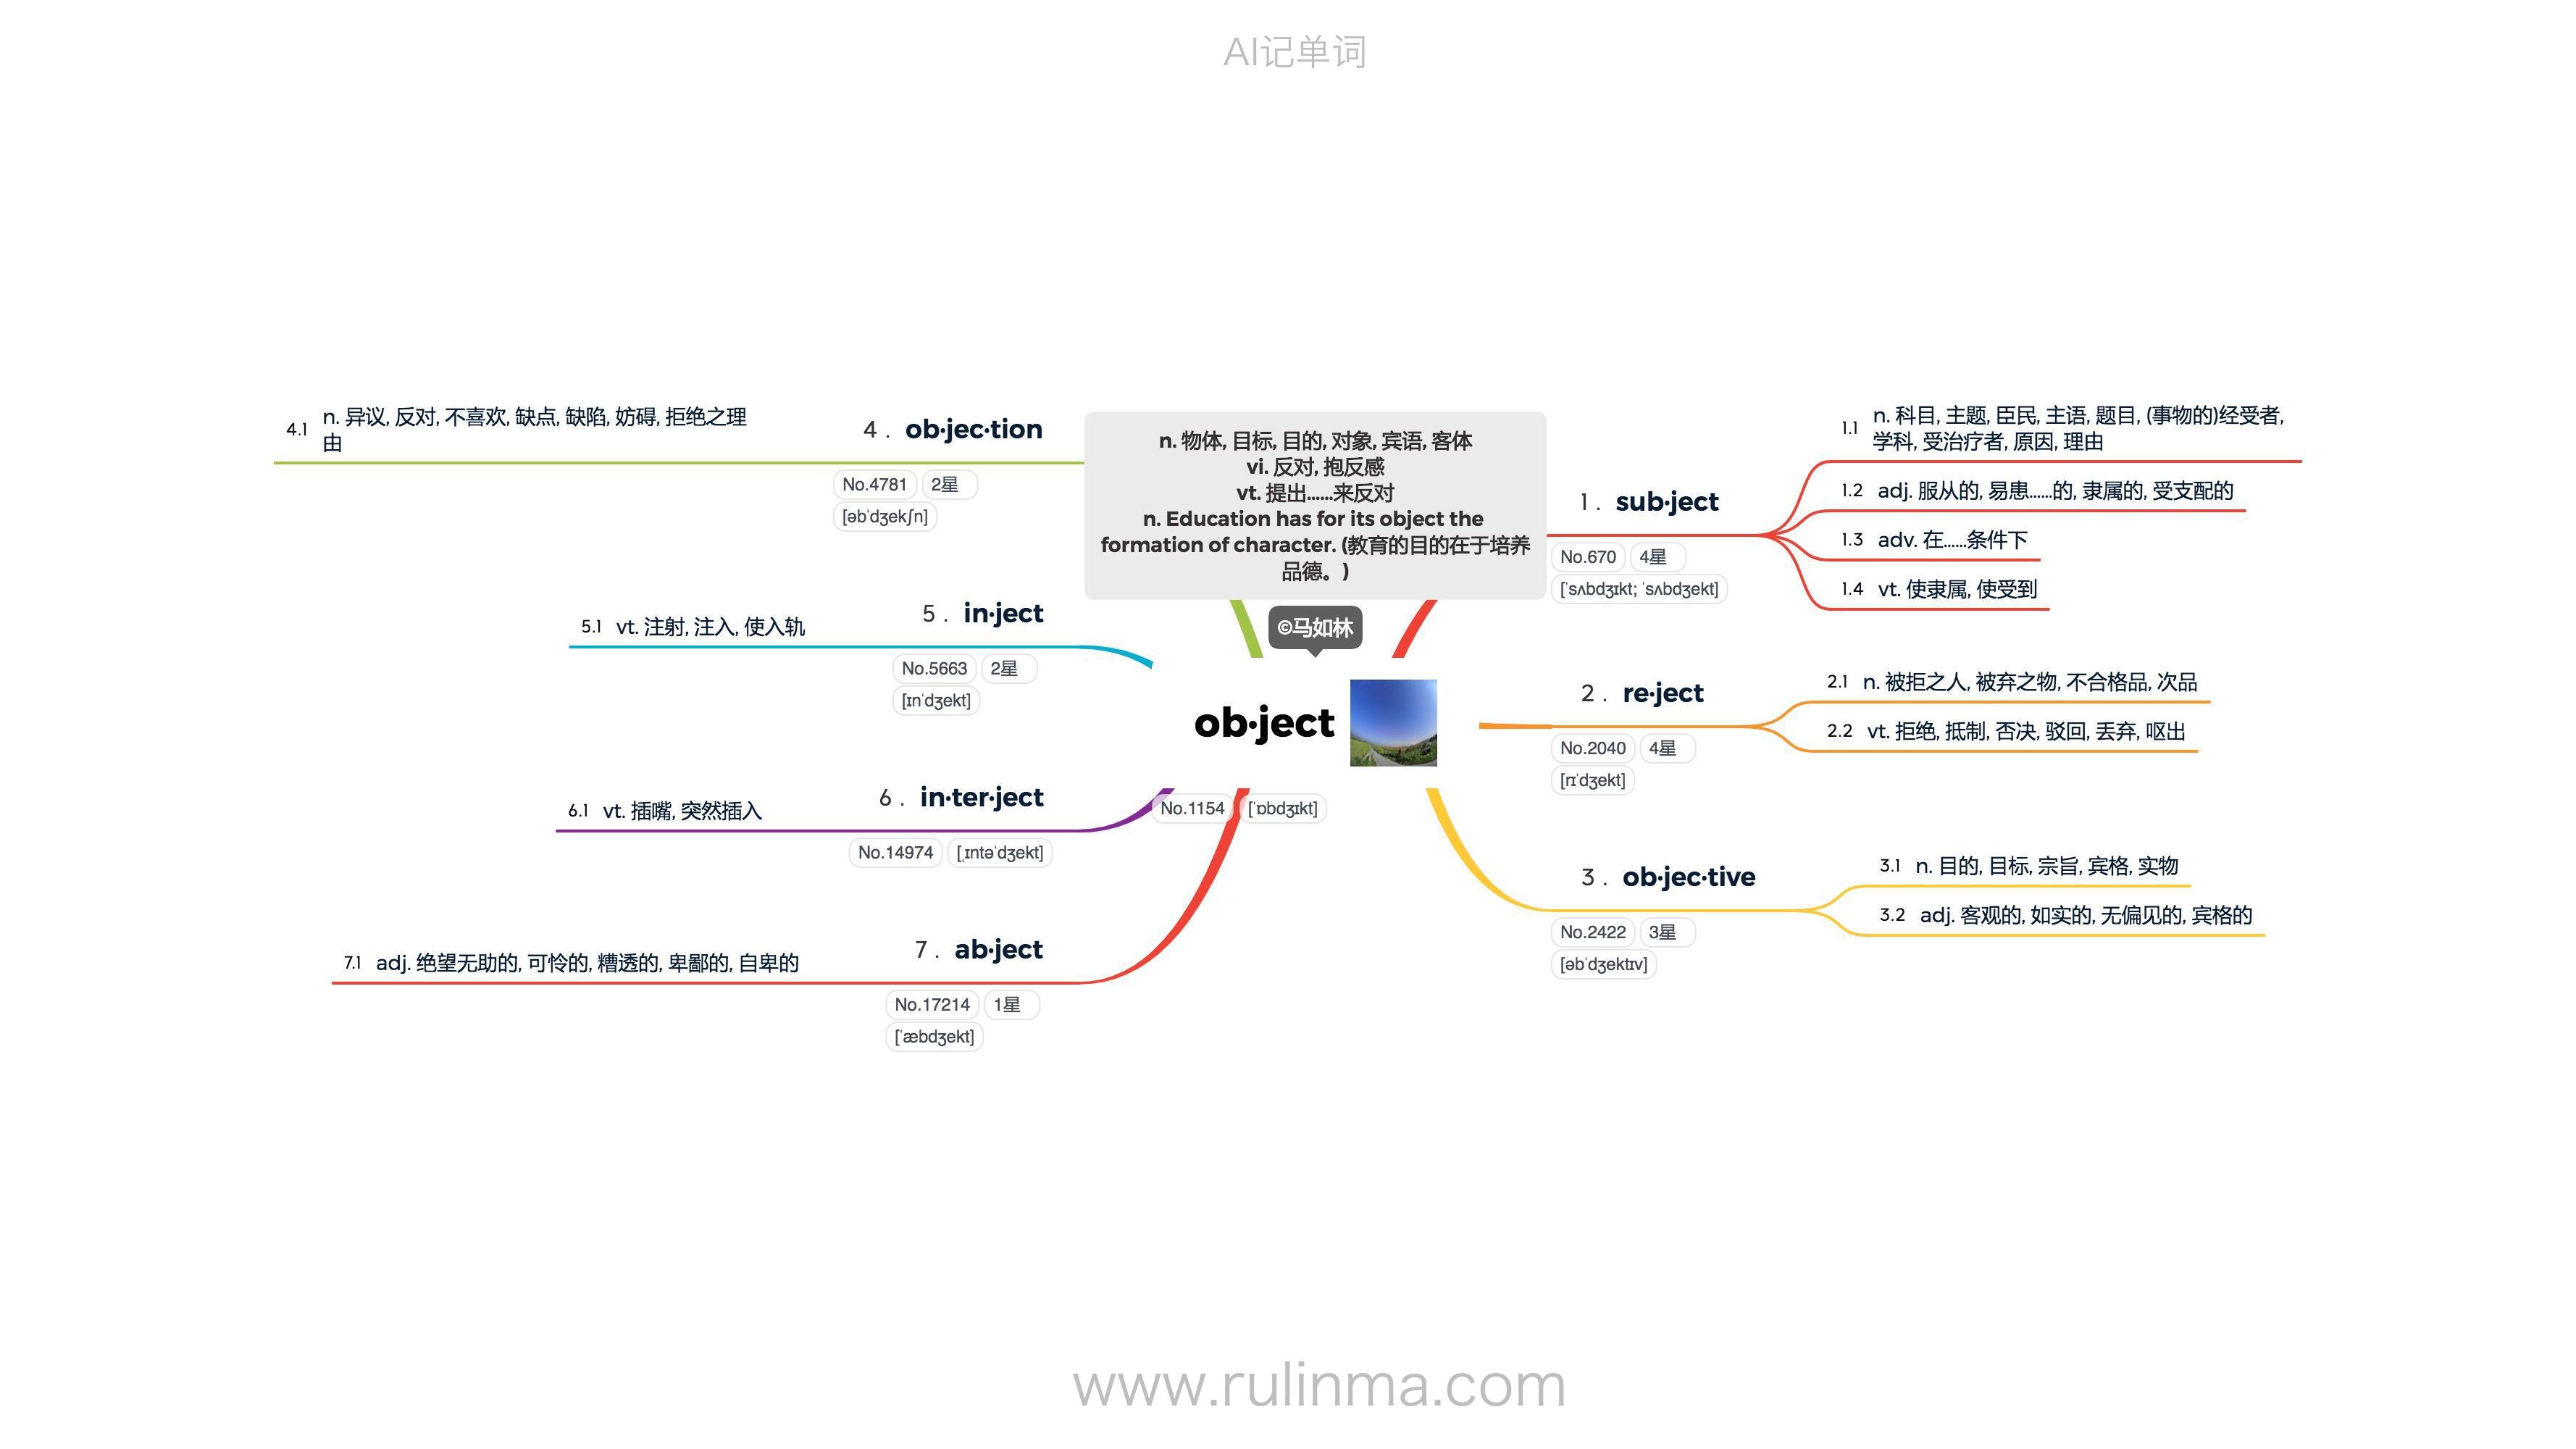 AI记单词
n. 物体, 目标, 目的, 对象, 宾语, 客体
vi. 反对, 抱反感
vt. 提出......来反对
n. Education has for its object the
formation of character. (教育的目的在于培养
品德。)
©马如林
ob·ject
No.1154 [ˈɒbdʒɪkt]
1 . sub·ject
No.670 4星
[ˈsʌbdʒɪkt; ˈsʌbdʒekt]
1.1 n. 科目, 主题, 臣民, 主语, 题目, (事物的)经受者,
学科, 受治疗者, 原因, 理由
1.2 adj. 服从的, 易患......的, 隶属的, 受支配的
1.3 adv. 在......条件下
1.4 vt. 使隶属, 使受到
2 . re·ject
No.2040 4星
[rɪˈdʒekt]
2.1 n. 被拒之人, 被弃之物, 不合格品, 次品
2.2 vt. 拒绝, 抵制, 否决, 驳回, 丢弃, 呕出
3 . ob·jec·tive
No.2422 3星
[əbˈdʒektɪv]
3.1 n. 目的, 目标, 宗旨, 宾格, 实物
3.2 adj. 客观的, 如实的, 无偏见的, 宾格的
4 . ob·jec·tion
No.4781 2星
[əbˈdʒekʃn]
4.1 n. 异议, 反对, 不喜欢, 缺点, 缺陷, 妨碍, 拒绝之理
由
5 . in·ject
No.5663 2星
[ɪnˈdʒekt]
5.1 vt. 注射, 注入, 使入轨
6 . in·ter·ject
No.14974 [ˌɪntəˈdʒekt]
6.1 vt. 插嘴, 突然插入
7 . ab·ject
No.17214 1星
[ˈæbdʒekt]
7.1 adj. 绝望无助的, 可怜的, 糟透的, 卑鄙的, 自卑的
www.rulinma.com